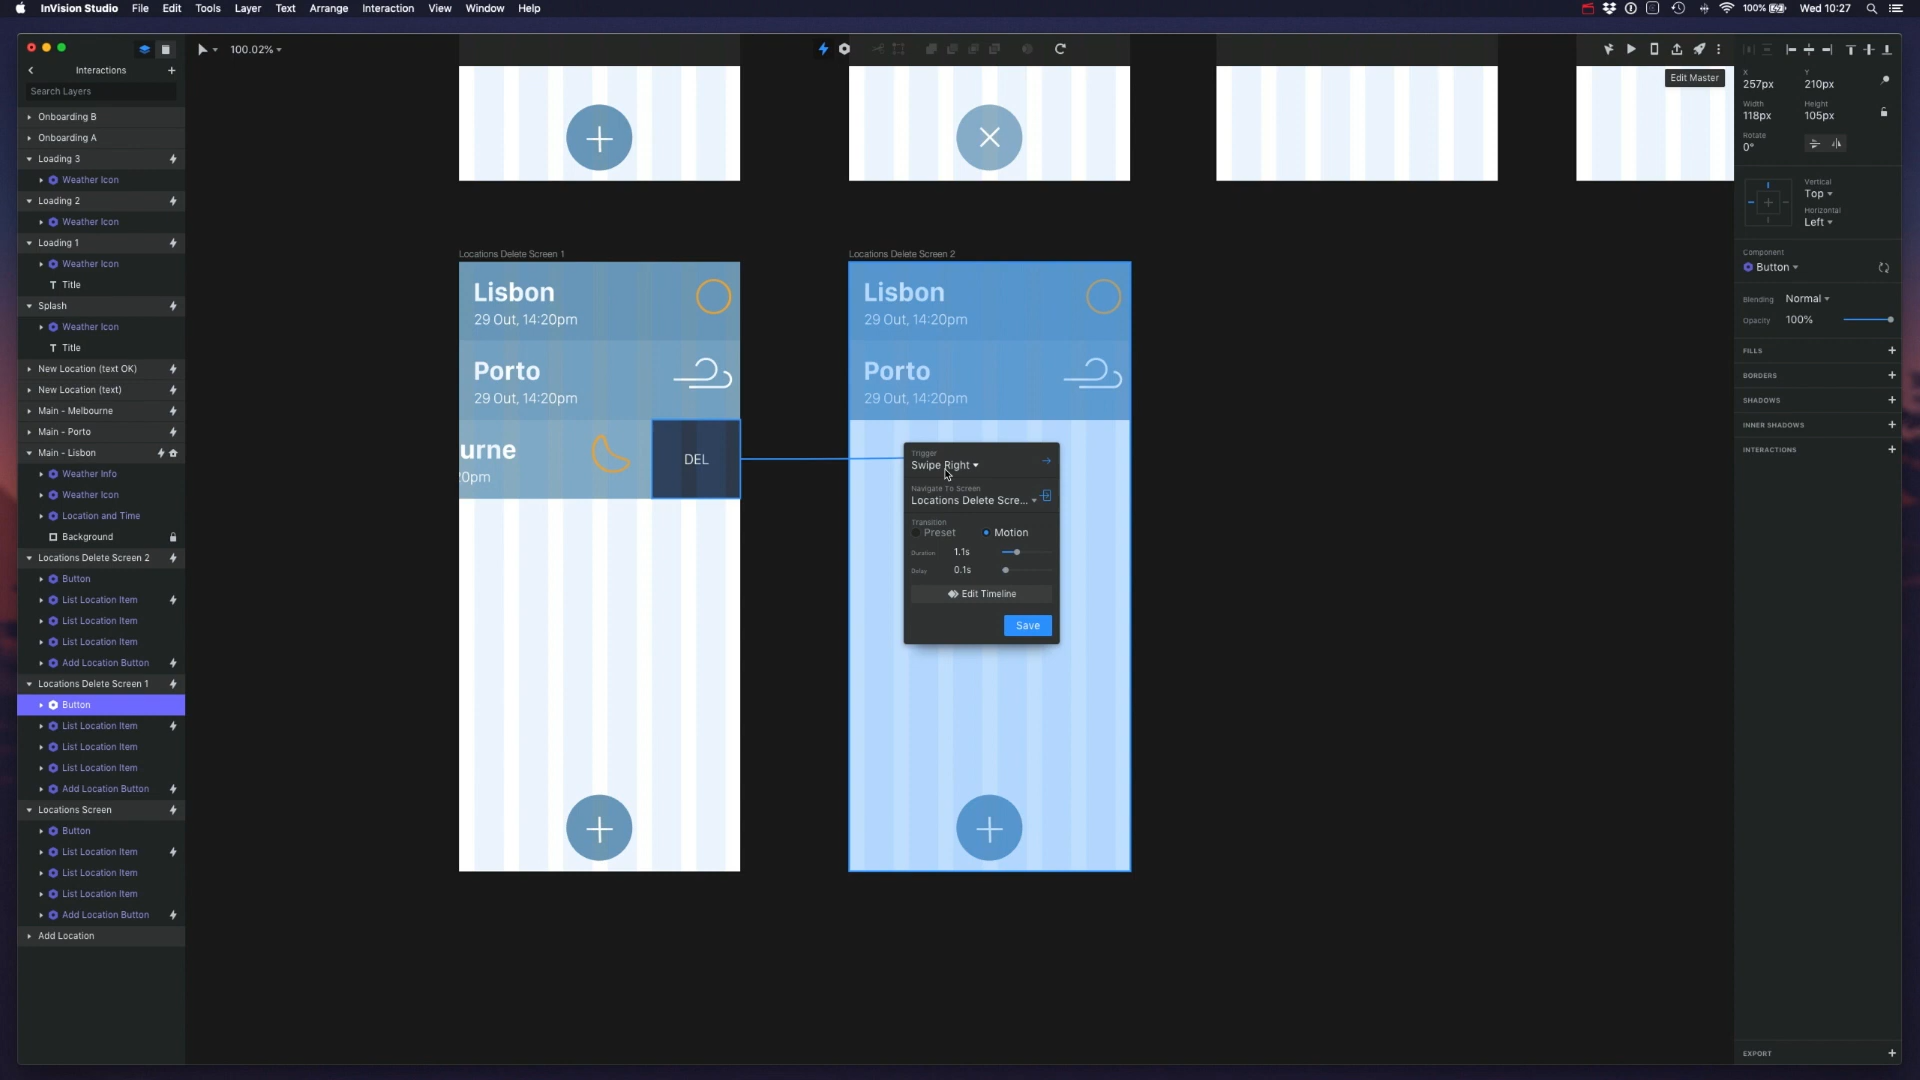 InVision Studio File Edit Tools Layer Text Arrange Interaction View Window Help
100% Wed 10:27
100.02%
Interactions
Search Layers
Onboarding B
Onboarding A
Loading 3
Weather Icon
Loading 2
Weather Icon
Loading 1
Weather Icon
Title
Splash
Weather Icon
Title
New Location (text OK)
New Location (text)
Main - Melbourne
Main - Porto
Main - Lisbon
Weather Info
Weather Icon
Location and Time
Background
Locations Delete Screen 2
Button
List Location Item
List Location Item
List Location Item
Add Location Button
Locations Delete Screen 1
Button
List Location Item
List Location Item
List Location Item
Add Location Button
Locations Screen
Button
List Location Item
List Location Item
List Location Item
Add Location Button
Add Location
Locations Delete Screen 1
Lisbon
29 Out, 14:20pm
Porto
29 Out, 14:20pm
urne
0pm
DEL
Locations Delete Screen 2
Lisbon
29 Out, 14:20pm
Porto
29 Out, 14:20pm
Trigger
Swipe Right
Navigate To Screen
Locations Delete Scre...
Transition
Preset Motion
Duration 1.1s
Delay 0.1s
Edit Timeline
Save
Edit Master
X Y
257px 210px
Width Height
118px 105px
Rotate
0°
Vertical
Top
Horizontal
Left
Component
Button
Blending Normal
Opacity 100%
FILLS
BORDERS
SHADOWS
INNER SHADOWS
INTERACTIONS
EXPORT